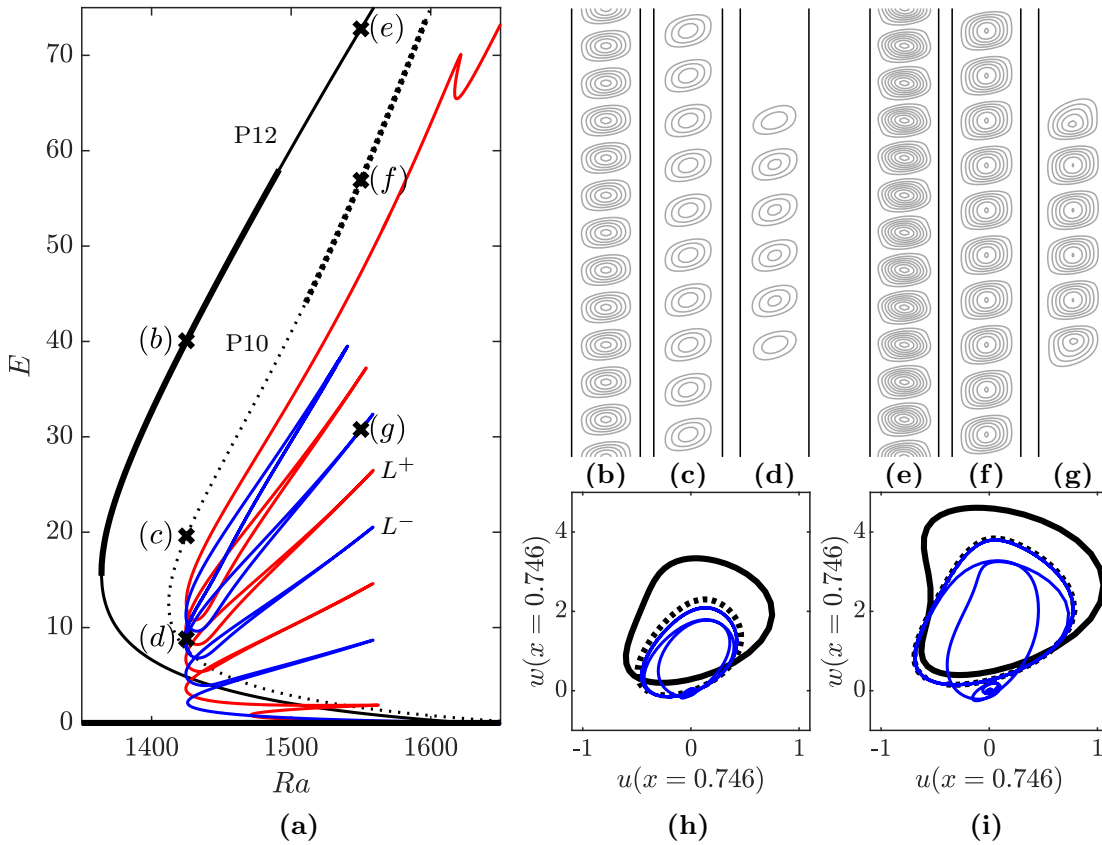 70
60
50
40
30
20
10
0
E
1400
1500
1600
Ra
(a)
P12
P10
(b)
(c)
(d)
(e)
(f)
(g)
L⁺
L⁻
(b)
(c)
(d)
(e)
(f)
(g)
4
2
0
w(x = 0.746)
-1
0
1
u(x = 0.746)
(h)
4
2
0
w(x = 0.746)
-1
0
1
u(x = 0.746)
(i)